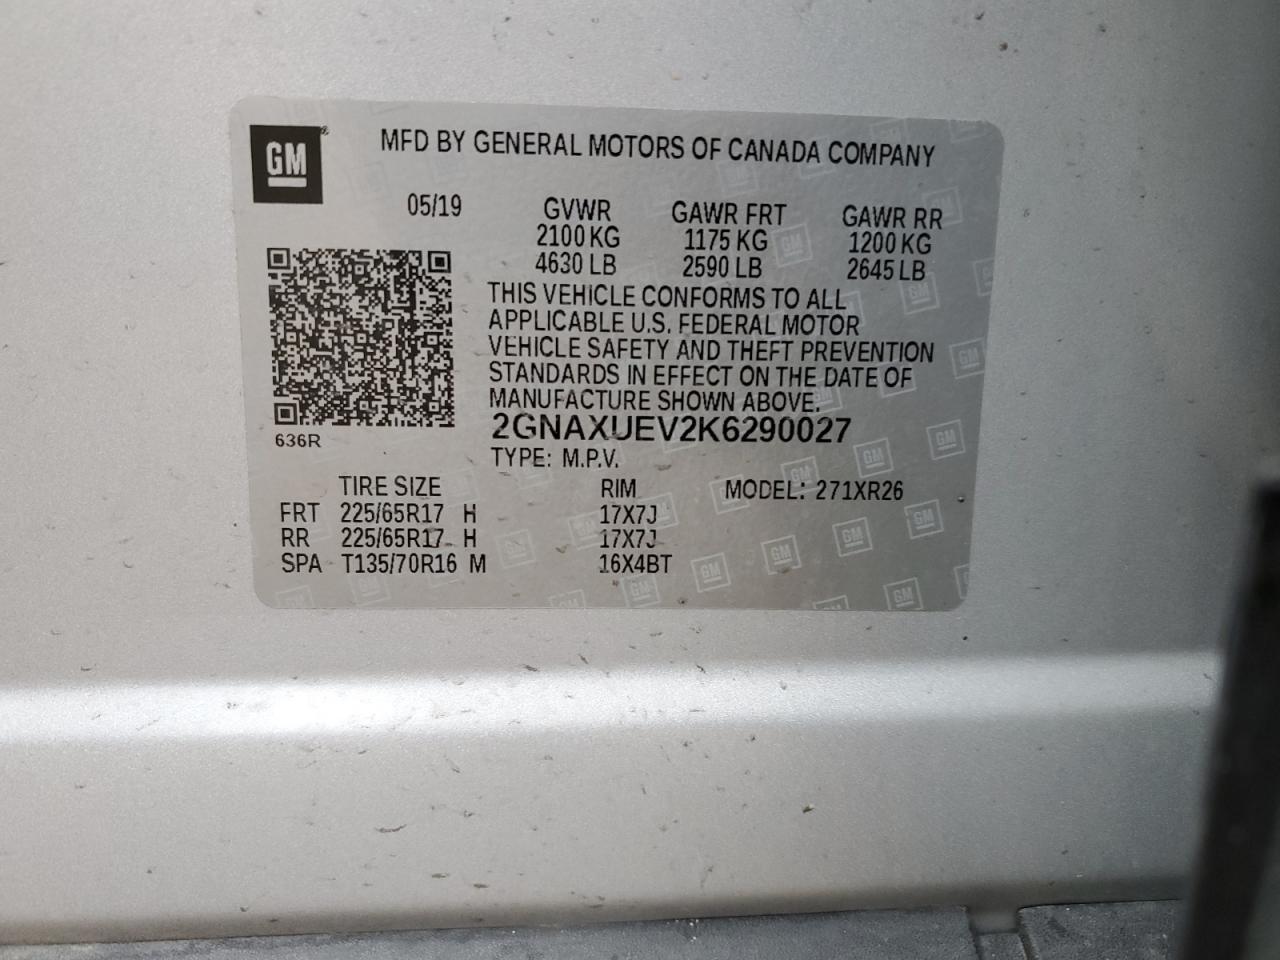 GM
MFD BY GENERAL MOTORS OF CANADA COMPANY
05/19 GVWR GAWR FRT GAWR RR
2100 KG 1175 KG 1200 KG
4630 LB 2590 LB 2645 LB
THIS VEHICLE CONFORMS TO ALL
APPLICABLE U.S. FEDERAL MOTOR
VEHICLE SAFETY AND THEFT PREVENTION
STANDARDS IN EFFECT ON THE DATE OF
MANUFACTURE SHOWN ABOVE.
2GNAXUEV2K6290027
636R
TYPE: M.P.V.
TIRE SIZE RIM MODEL: 271XR26
FRT 225/65R17 H 17X7J
RR 225/65R17 H 17X7J
SPA T135/70R16 M 16X4BT